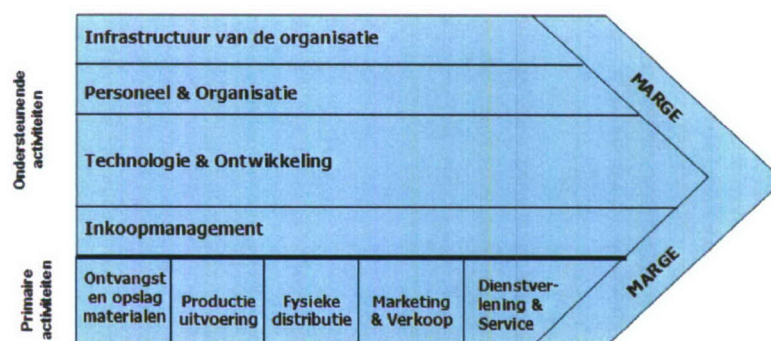 Ondersteunende
activiteiten
Infrastructuur van de organisatie
Personeel & Organisatie
Technologie & Ontwikkeling
Inkoopmanagement
MARGE
MARGE
Primaire
activiteiten
Ontvangst
en opslag
materialen
Productie
uitvoering
Fysieke
distributie
Marketing
& Verkoop
Dienstver-
lening &
Service